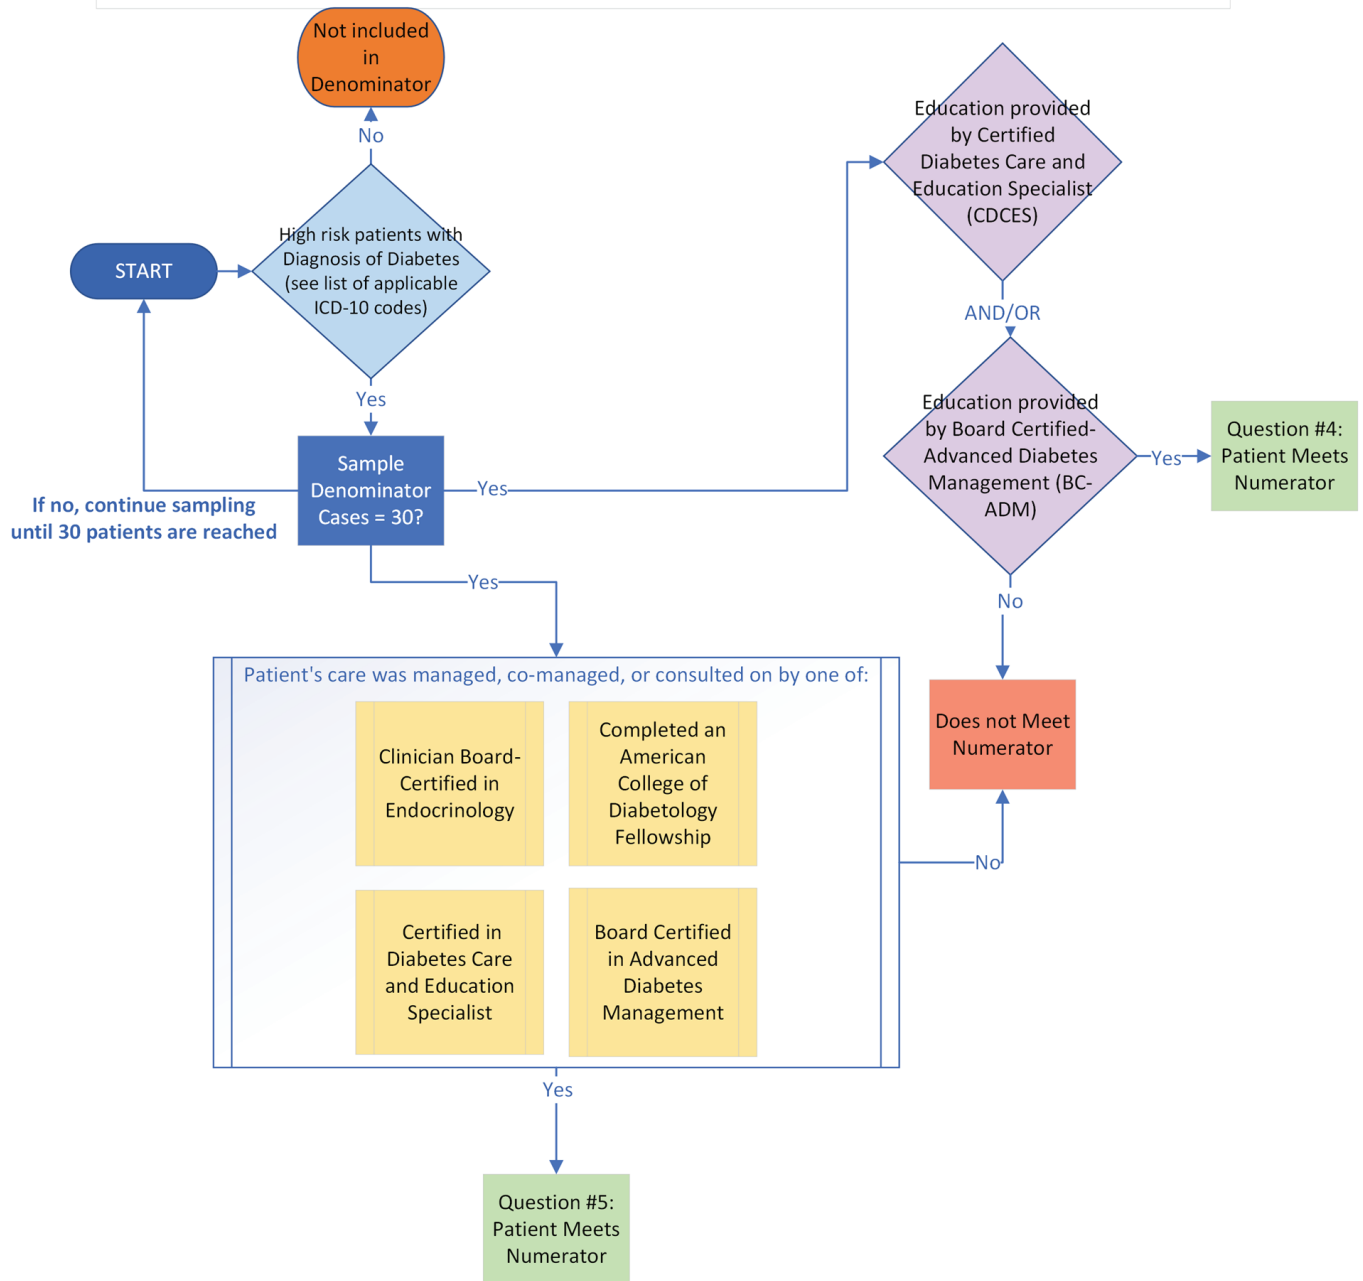 Not included
in
Denominator
No
High risk patients with
Diagnosis of Diabetes
(see list of applicable
ICD-10 codes)
START
Yes
Sample
Denominator
Cases = 30?
If no, continue sampling
until 30 patients are reached
Yes
Education provided
by Certified
Diabetes Care and
Education Specialist
(CDCES)
AND/OR
Education provided
by Board Certified-
Advanced Diabetes
Management (BC-
ADM)
Yes
Question #4:
Patient Meets
Numerator
No
Does not Meet
Numerator
Yes
Patient's care was managed, co-managed, or consulted on by one of:
Clinician Board-
Certified in
Endocrinology
Completed an
American
College of
Diabetology
Fellowship
Certified in
Diabetes Care
and Education
Specialist
Board Certified
in Advanced
Diabetes
Management
No
Yes
Question #5:
Patient Meets
Numerator